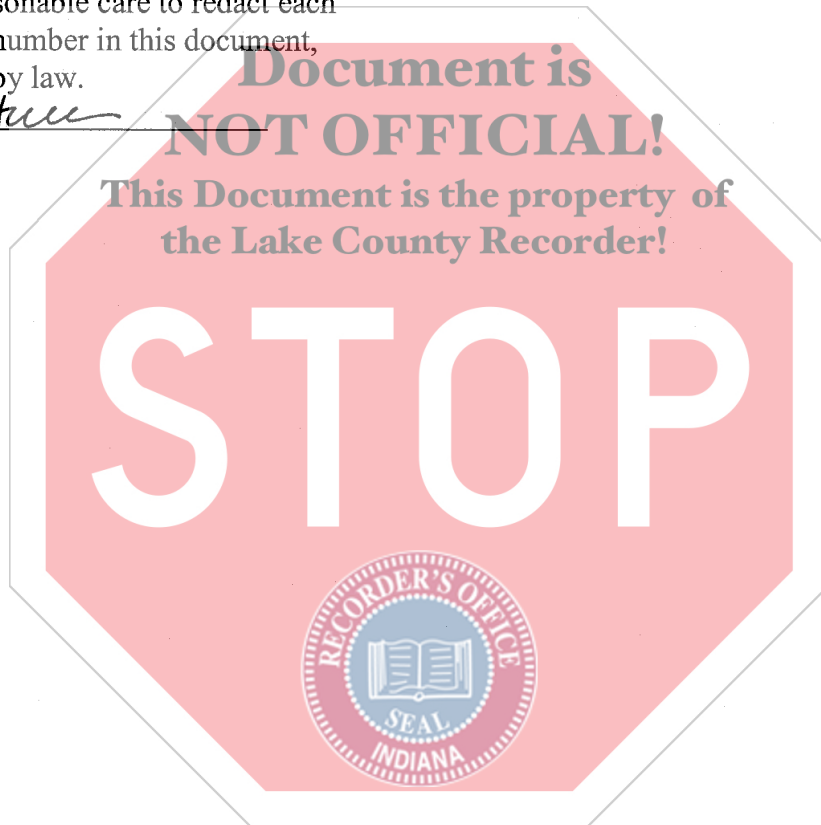 sonable care to redact each
number in this document,
by law.
Document is
NOT OFFICIAL!
This Document is the property of
the Lake County Recorder!
STOP
RECORDER'S OFFICE
SEAL
INDIANA